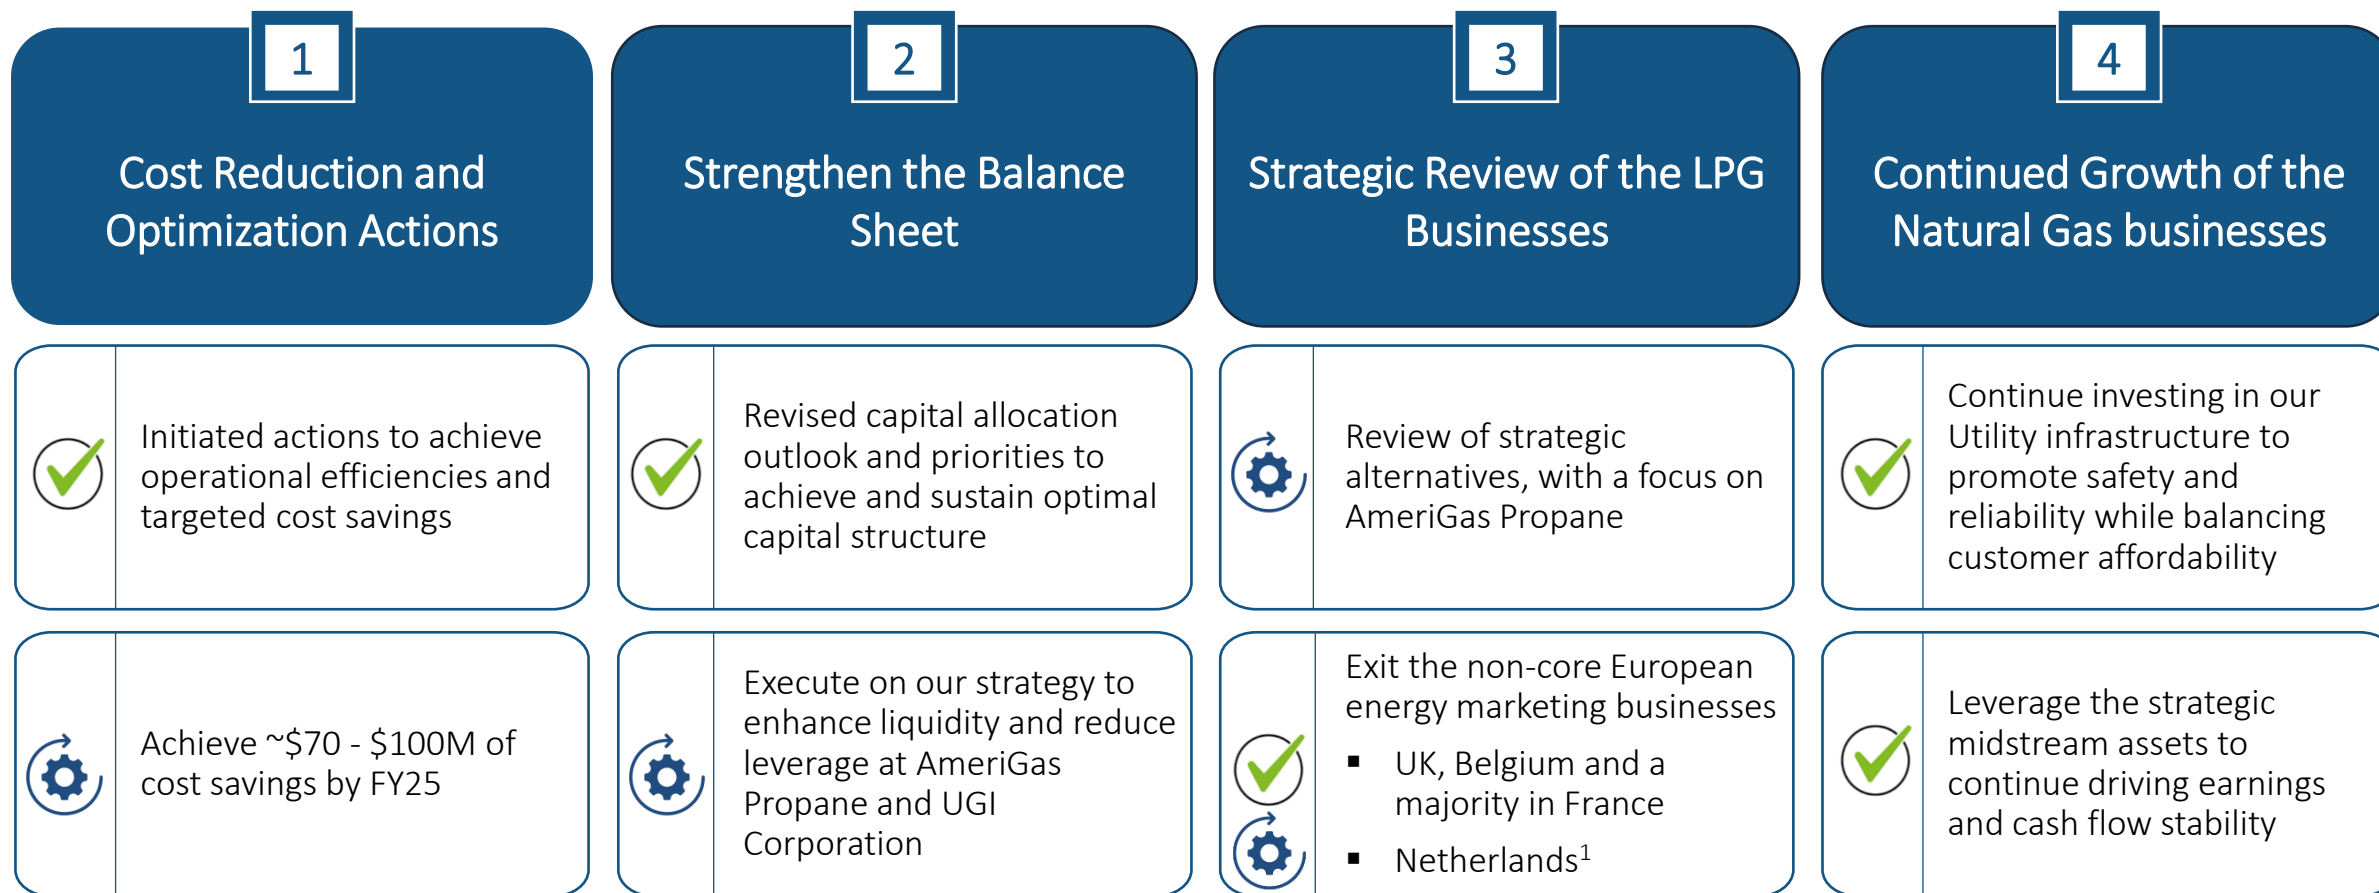 1
Cost Reduction and
Optimization Actions
Initiated actions to achieve
operational efficiencies and
targeted cost savings
Achieve ~$70 - $100M of
cost savings by FY25
2
Strengthen the Balance
Sheet
Revised capital allocation
outlook and priorities to
achieve and sustain optimal
capital structure
Execute on our strategy to
enhance liquidity and reduce
leverage at AmeriGas
Propane and UGI
Corporation
3
Strategic Review of the LPG
Businesses
Review of strategic
alternatives, with a focus on
AmeriGas Propane
Exit the non-core European
energy marketing businesses
▪ UK, Belgium and a
majority in France
▪ Netherlands¹
4
Continued Growth of the
Natural Gas businesses
Continue investing in our
Utility infrastructure to
promote safety and
reliability while balancing
customer affordability
Leverage the strategic
midstream assets to
continue driving earnings
and cash flow stability